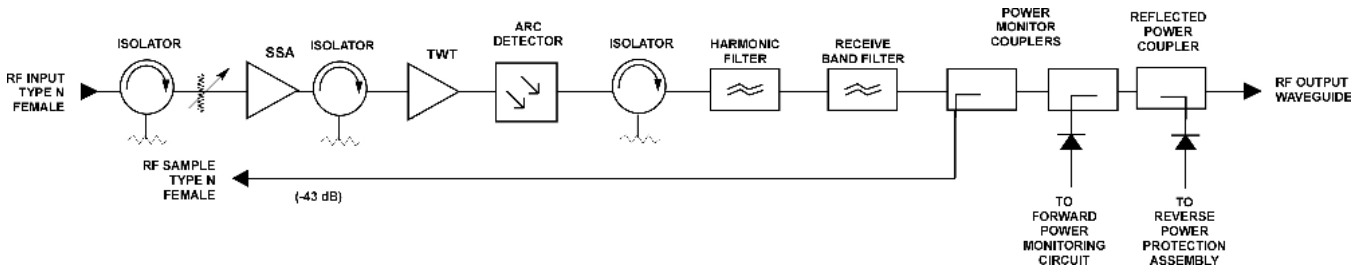 RF INPUT
TYPE N
FEMALE
ISOLATOR
SSA
ISOLATOR
TWT
ARC
DETECTOR
ISOLATOR
HARMONIC
FILTER
RECEIVE
BAND FILTER
POWER
MONITOR
COUPLERS
REFLECTED
POWER
COUPLER
RF OUTPUT
WAVEGUIDE
RF SAMPLE
TYPE N
FEMALE
(-43 dB)
TO
FORWARD
POWER
MONITORING
CIRCUIT
TO
REVERSE
POWER
PROTECTION
ASSEMBLY